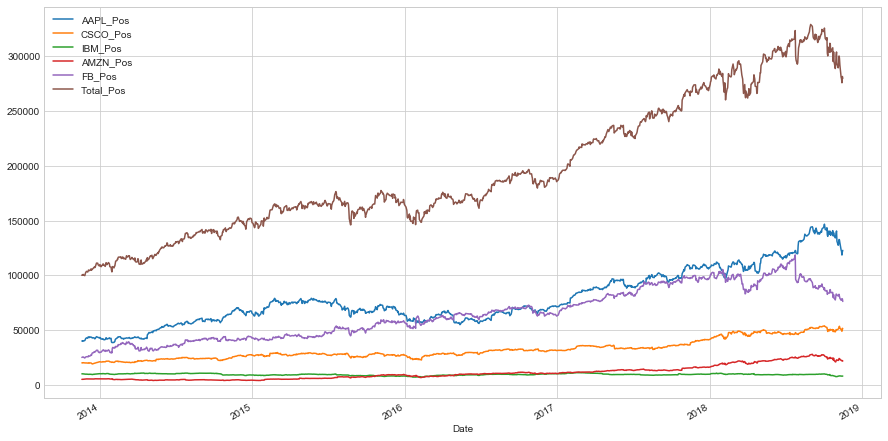 AAPL_Pos
CSCO_Pos
IBM_Pos
AMZN_Pos
FB_Pos
Total_Pos
300000
250000
200000
150000
100000
50000
0
2014
2015
2016
2017
2018
2019
Date